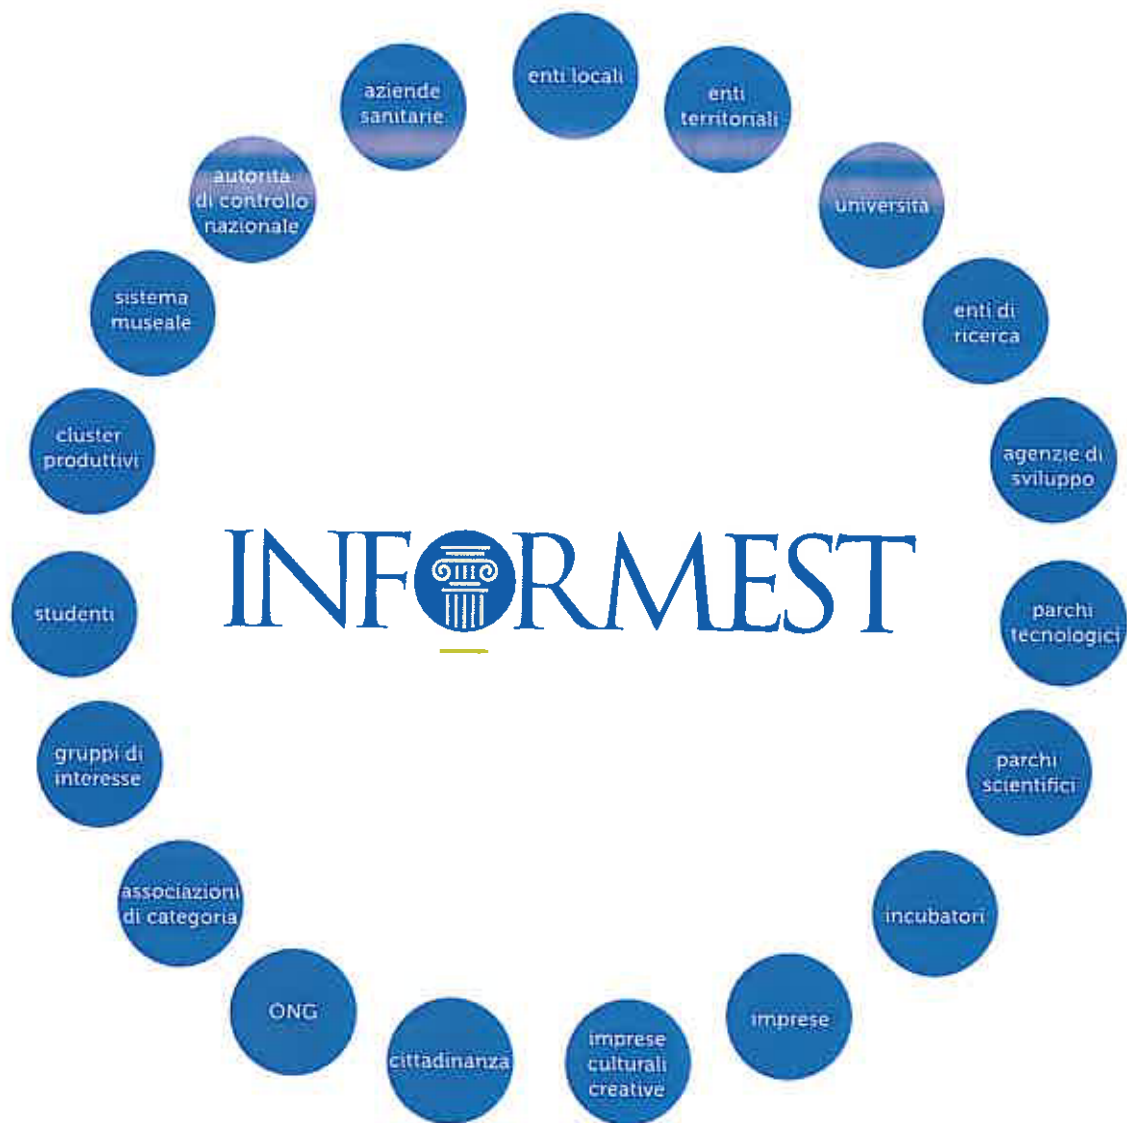 enti locali
enti
territoriali
università
enti di
ricerca
agenzie di
sviluppo
parchi
tecnologici
parchi
scientifici
incubatori
imprese
imprese
culturali
creative
cittadinanza
ONG
associazioni
di categoria
gruppi di
interesse
studenti
cluster
produttivi
sistema
museale
autorità
di controllo
nazionale
aziende
sanitarie
INFORMEST